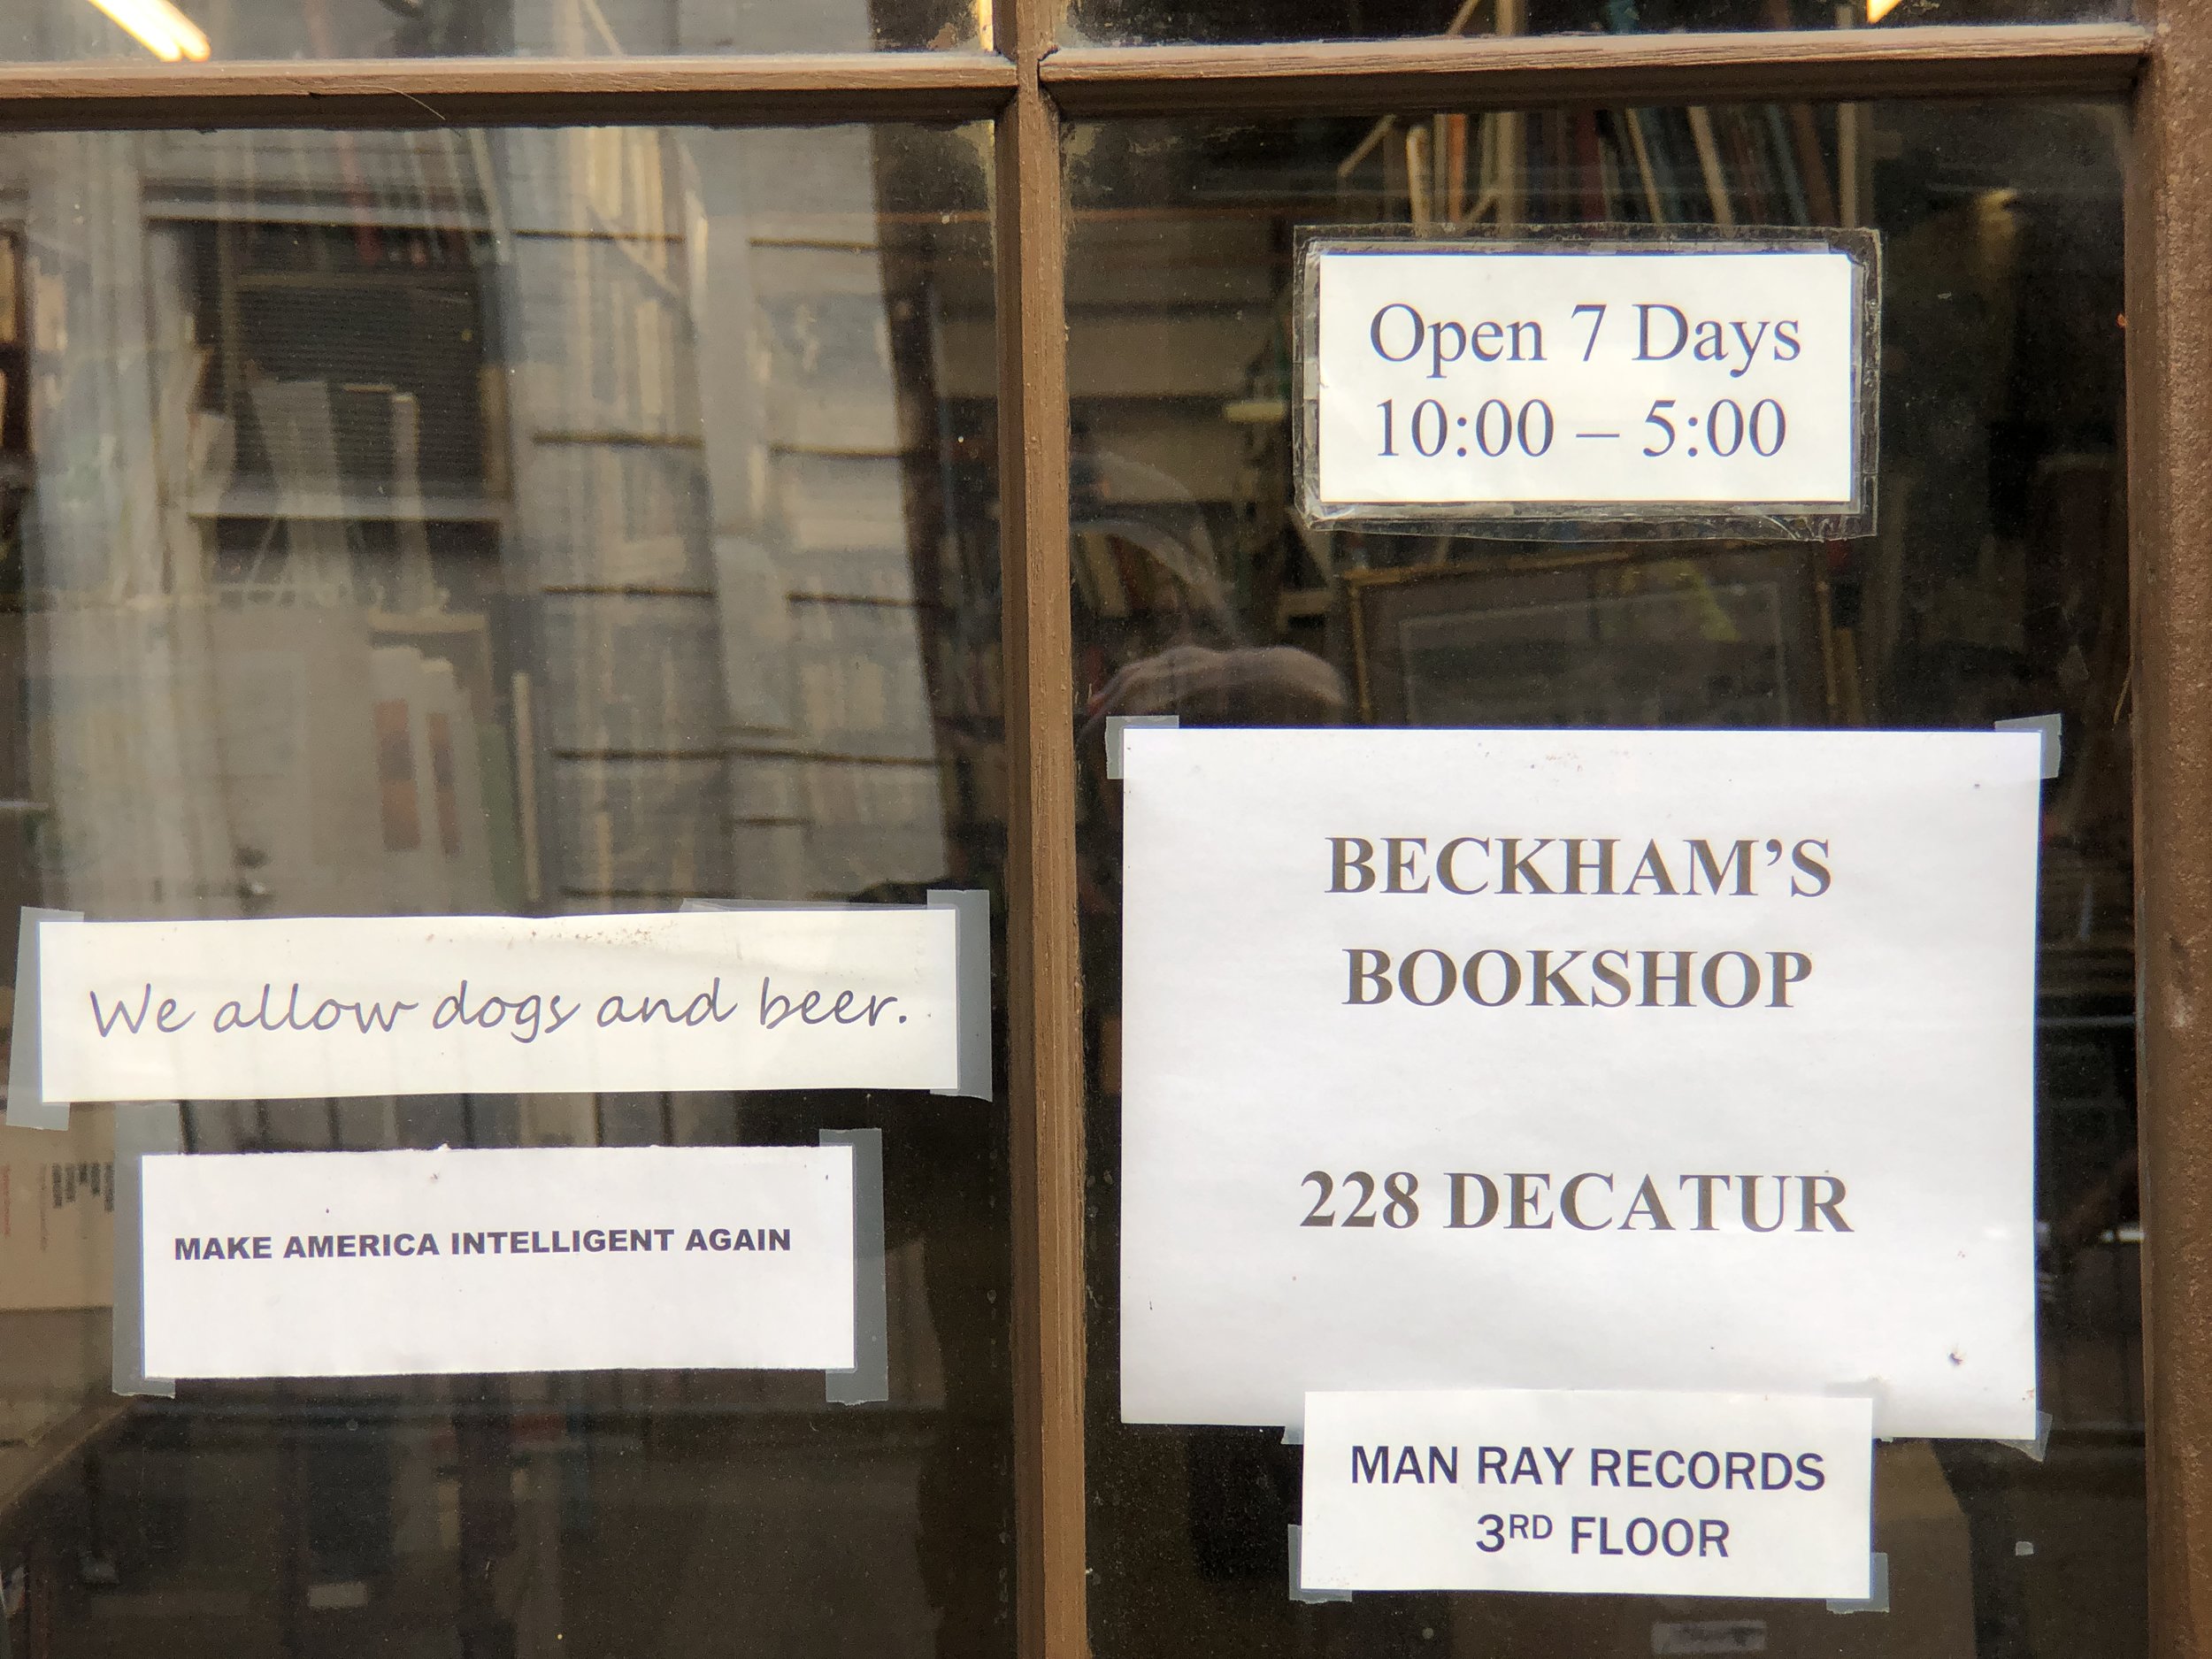 Open 7 Days
10:00 – 5:00
We allow dogs and beer.
MAKE AMERICA INTELLIGENT AGAIN
BECKHAM’S
BOOKSHOP
228 DECATUR
MAN RAY RECORDS
3RD FLOOR